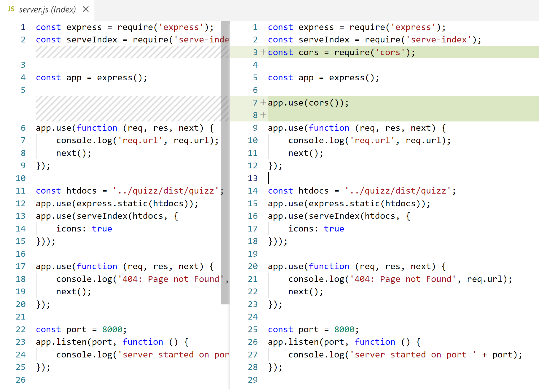 JS server.js (Index) ×
1 const express = require('express');
2 const serveIndex = require('serve-inde
3
4 const app = express();
5
6 app.use(function (req, res, next) {
7 console.log('req.url', req.url);
8 next();
9 });
10
11 const htdocs = '../quizz/dist/quizz';
12 app.use(express.static(htdocs));
13 app.use(serveIndex(htdocs, {
14 icons: true
15 }));
16
17 app.use(function (req, res, next) {
18 console.log('404: Page not Found',
19 next();
20 });
21
22 const port = 8000;
23 app.listen(port, function () {
24 console.log('server started on por
25 });
26
1 const express = require('express');
2 const serveIndex = require('serve-index');
3 + const cors = require('cors');
4
5 const app = express();
6
7 + app.use(cors());
8 +
9 app.use(function (req, res, next) {
10 console.log('req.url', req.url);
11 next();
12 });
13
14 const htdocs = '../quizz/dist/quizz';
15 app.use(express.static(htdocs));
16 app.use(serveIndex(htdocs, {
17 icons: true
18 }));
19
20 app.use(function (req, res, next) {
21 console.log('404: Page not Found', req.url);
22 next();
23 });
24
25 const port = 8000;
26 app.listen(port, function () {
27 console.log('server started on port ' + port);
28 });
29